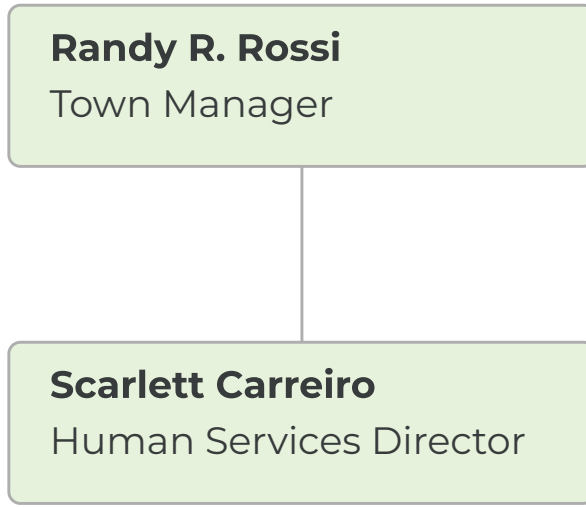 Randy R. Rossi
Town Manager
Scarlett Carreiro
Human Services Director